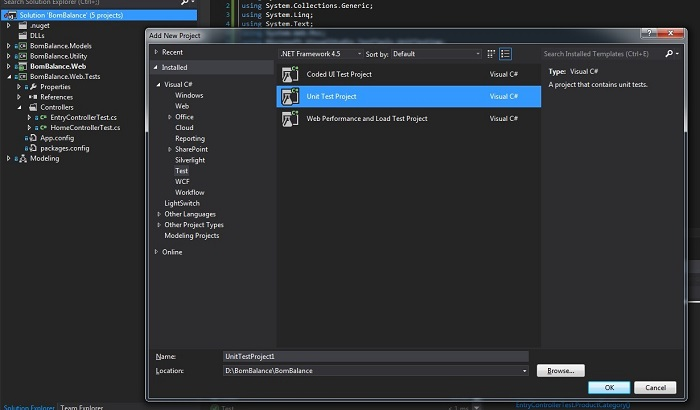 Search Solution Explorer (Ctrl+;)
Solution 'BomBalance' (5 projects)
.nuget
DLLs
BomBalance.Models
BomBalance.Utility
BomBalance.Web
BomBalance.Web.Tests
Properties
References
Controllers
EntryControllerTest.cs
HomeControllerTest.cs
App.config
packages.config
Modeling
Solution Explorer Team Explorer
2 using System.Collections.Generic;
3 using System.Linq;
4 using System.Text;
5
Add New Project
? X
Recent
Installed
Visual C#
Windows
Web
Office
Cloud
Reporting
SharePoint
Silverlight
Test
WCF
Workflow
LightSwitch
Other Languages
Other Project Types
Modeling Projects
Online
.NET Framework 4.5 Sort by: Default
Coded UI Test Project Visual C#
Unit Test Project Visual C#
Web Performance and Load Test Project Visual C#
Search Installed Templates (Ctrl+E)
Type: Visual C#
A project that contains unit tests.
Name: UnitTestProject1
Location: D:\BomBalance\BomBalance
Browse...
OK Cancel
EntryControllerTest.ProductCategory()